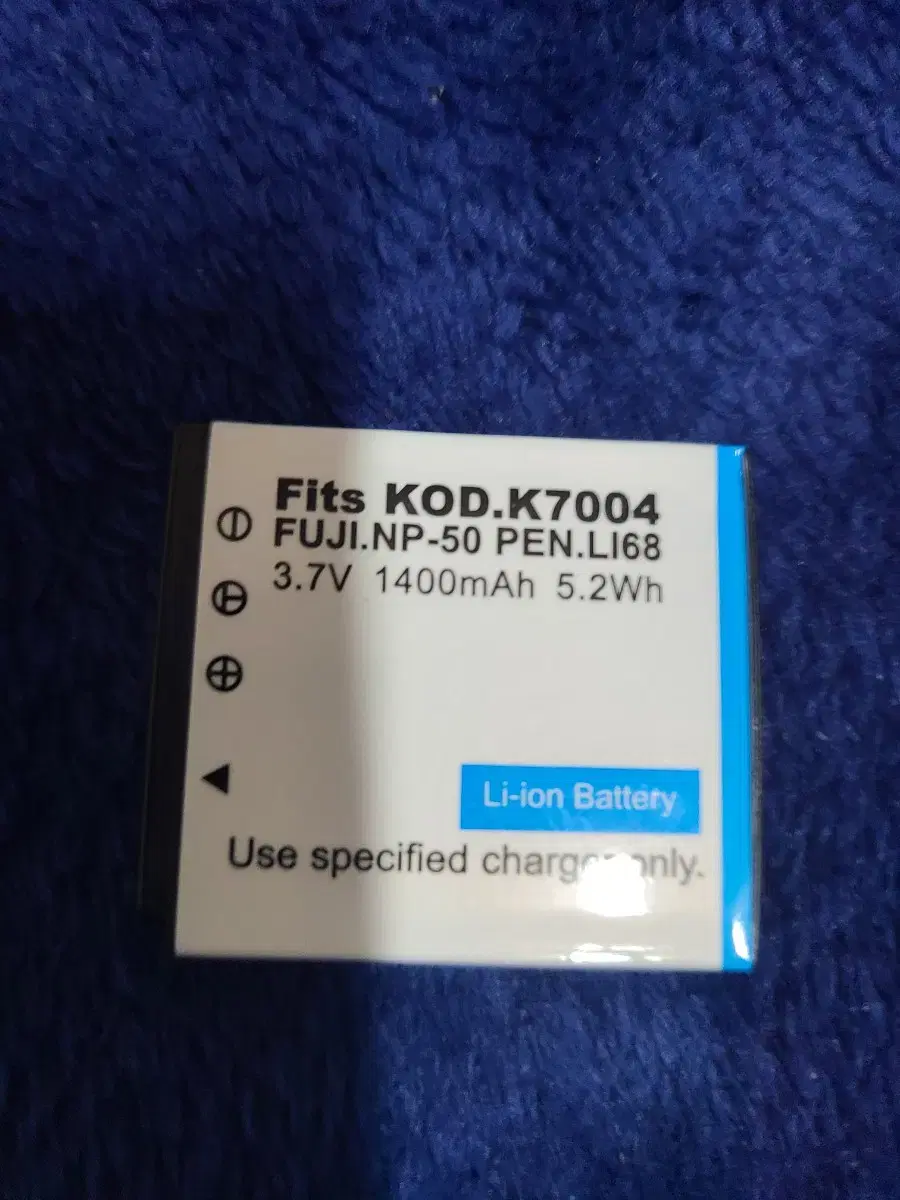 Fits KOD.K7004
FUJI.NP-50 PEN.LI68
3.7V 1400mAh 5.2Wh
Li-ion Battery
Use specified charger only.